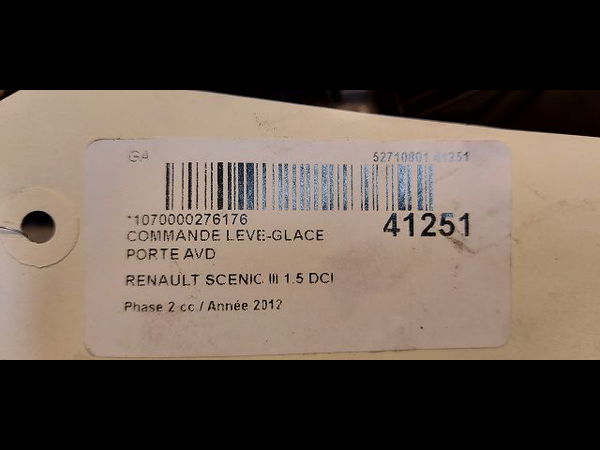 GA 52710801 41251
*1070000276176 41251
COMMANDE LEVE-GLACE
PORTE AVD
RENAULT SCENIC III 1.5 DCI
Phase 2 cc / Année 2012